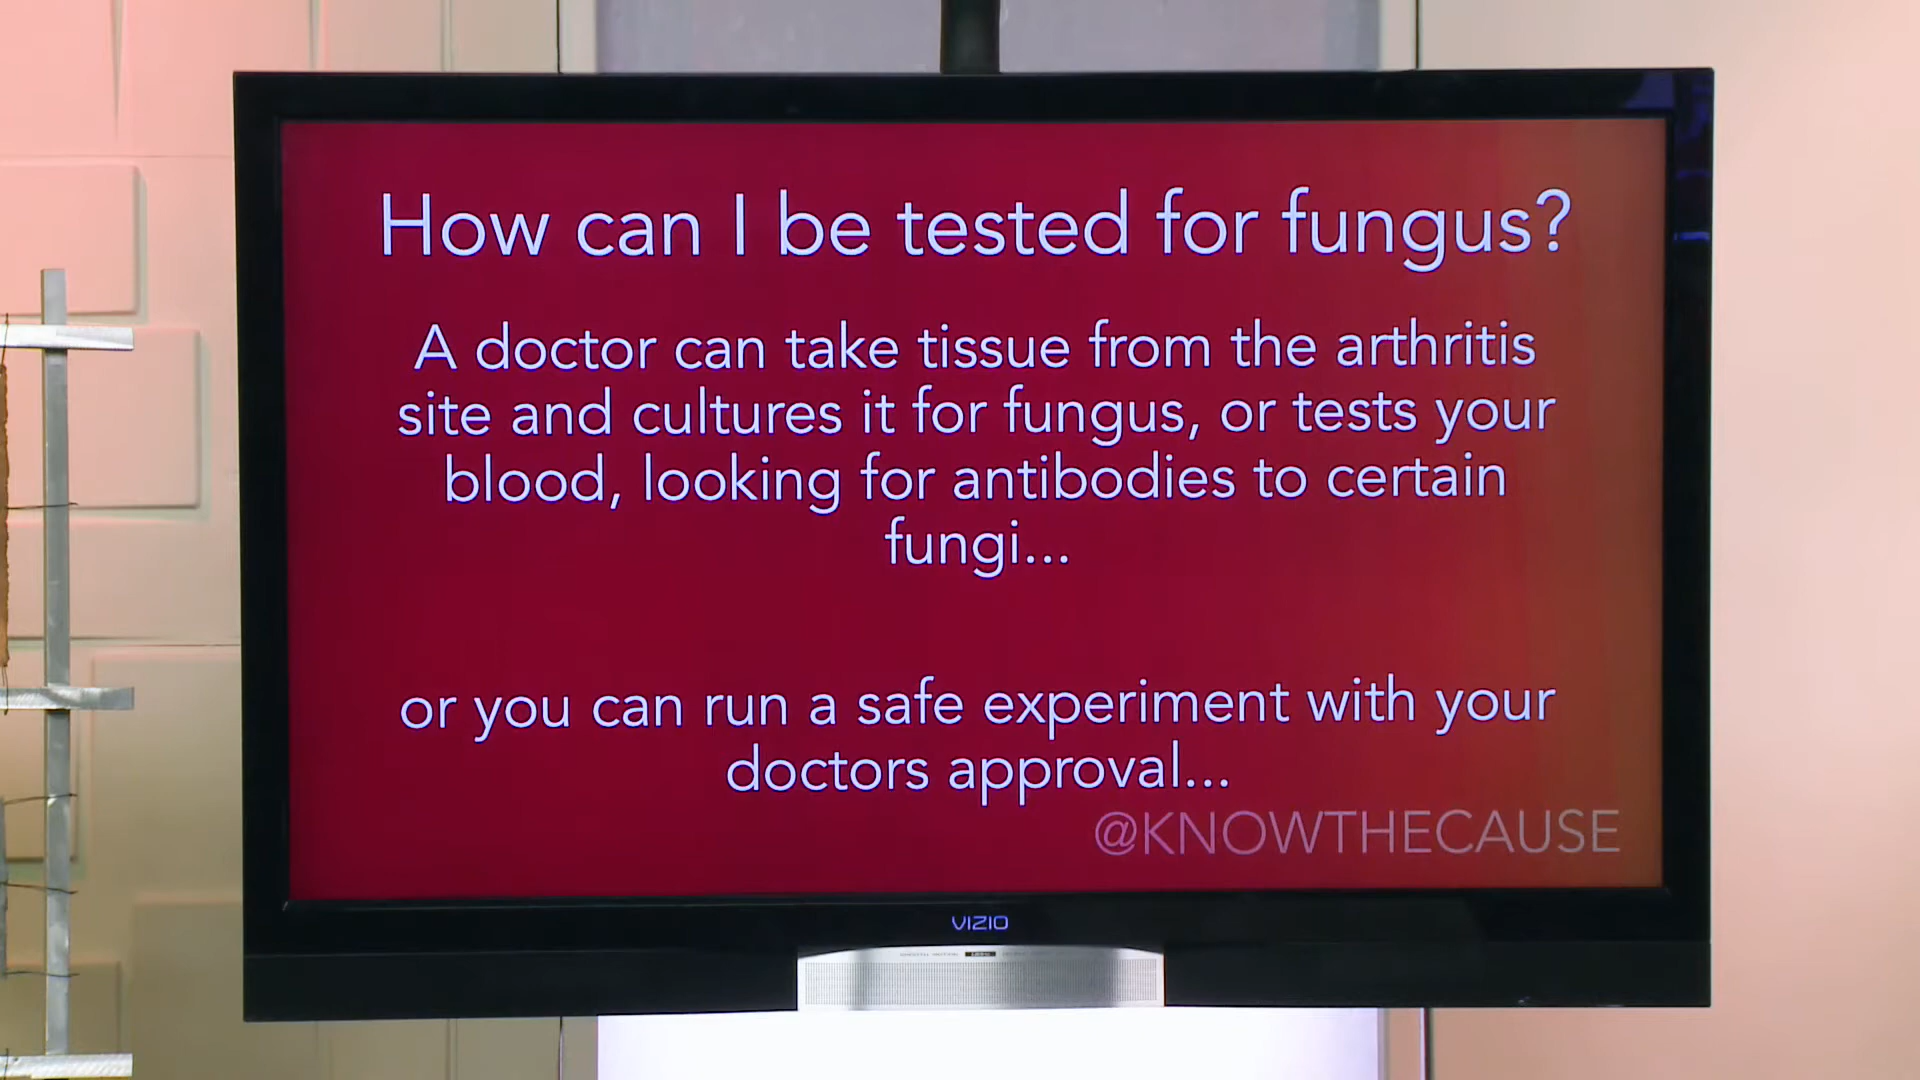 How can I be tested for fungus?
A doctor can take tissue from the arthritis
site and cultures it for fungus, or tests your
blood, looking for antibodies to certain
fungi...
or you can run a safe experiment with your
doctors approval...
@KNOWTHECAUSE
VIZIO